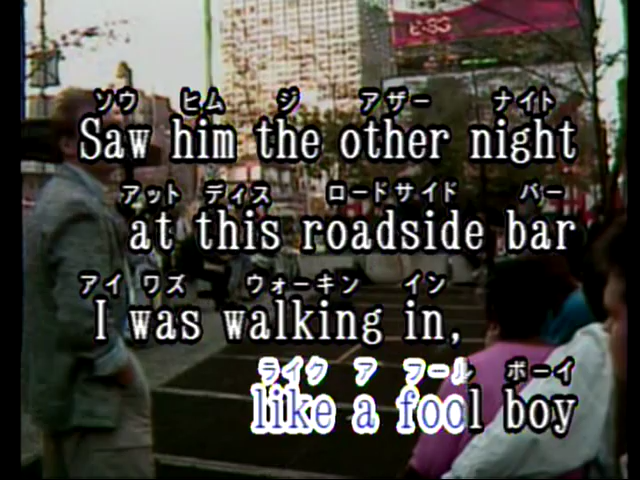 ソウ ヒム ジ アザー ナイト
Saw him the other night
アット ディス ロードサイド バー
at this roadside bar
アイ ワズ ウォーキン イン
I was walking in,
ライク ア フール ボーイ
like a fool boy